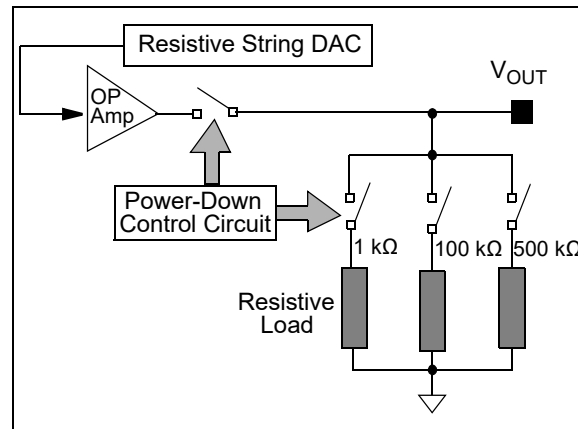 Resistive String DAC
VOUT
OP
Amp
Power-Down
Control Circuit
1 kΩ
100 kΩ
500 kΩ
Resistive
Load